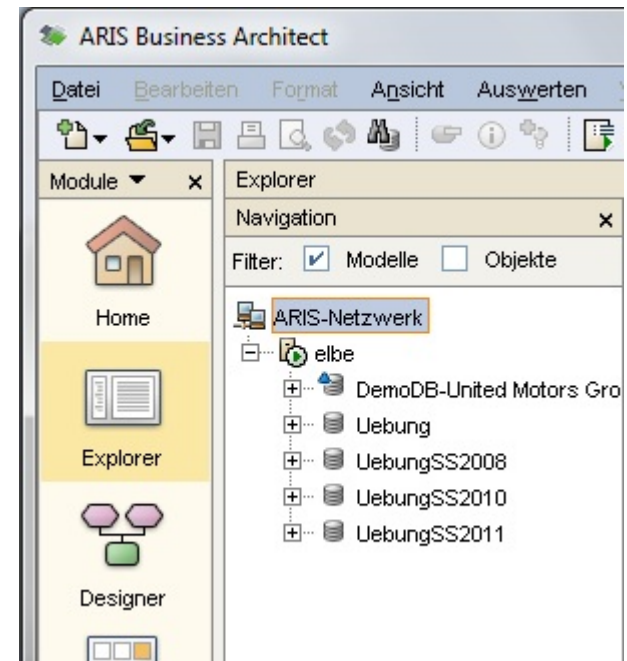 ARIS Business Architect
Datei Bearbeiten Format Ansicht Auswerten
Module
Explorer
Navigation
Filter: Modelle Objekte
Home
Explorer
Designer
ARIS-Netzwerk
elbe
DemoDB-United Motors Gro
Uebung
UebungSS2008
UebungSS2010
UebungSS2011